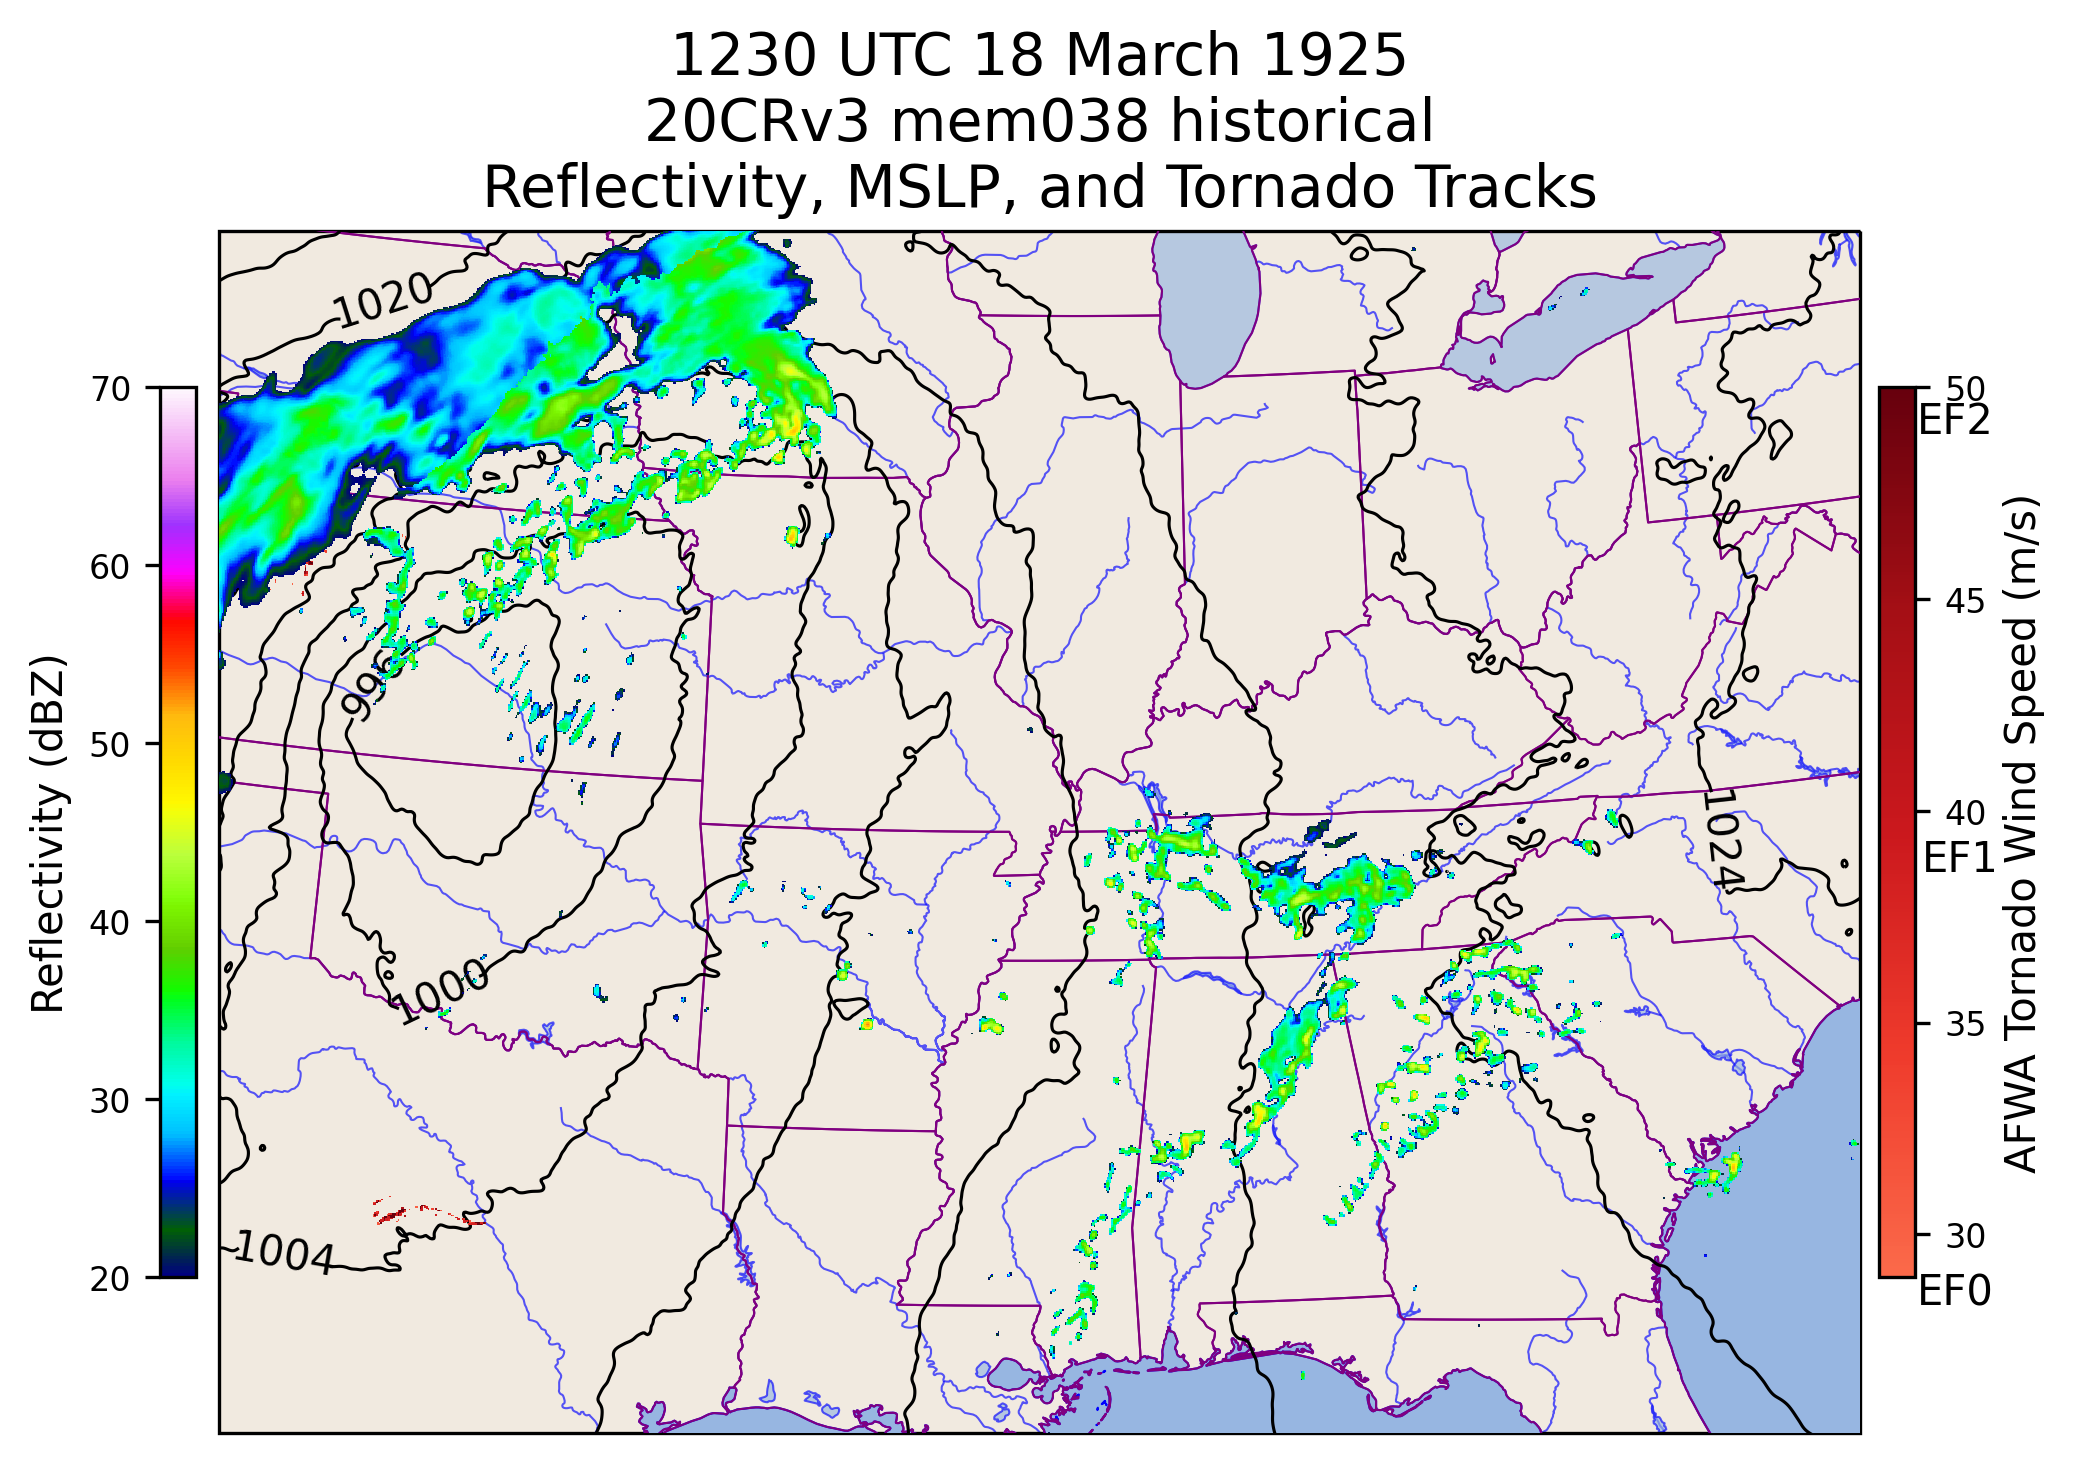 1230 UTC 18 March 1925
20CRv3 mem038 historical
Reflectivity, MSLP, and Tornado Tracks
1020
996
1000
1004
1024
1024
70
60
50
40
30
20
Reflectivity (dBZ)
50
EF2
45
40
EF1
35
30
EF0
AFWA Tornado Wind Speed (m/s)